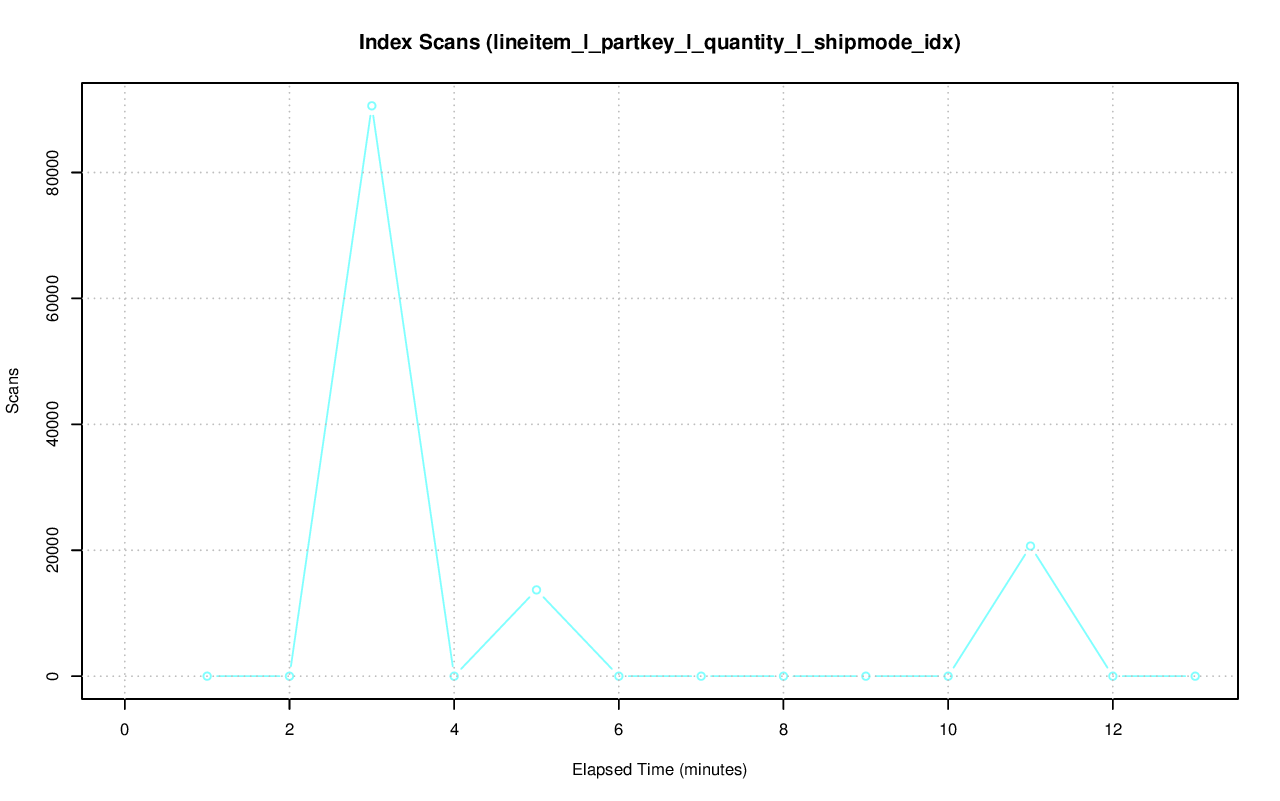 Index Scans (lineitem_l_partkey_l_quantity_l_shipmode_idx)
Scans
80000
60000
40000
20000
0
0 2 4 6 8 10 12
Elapsed Time (minutes)